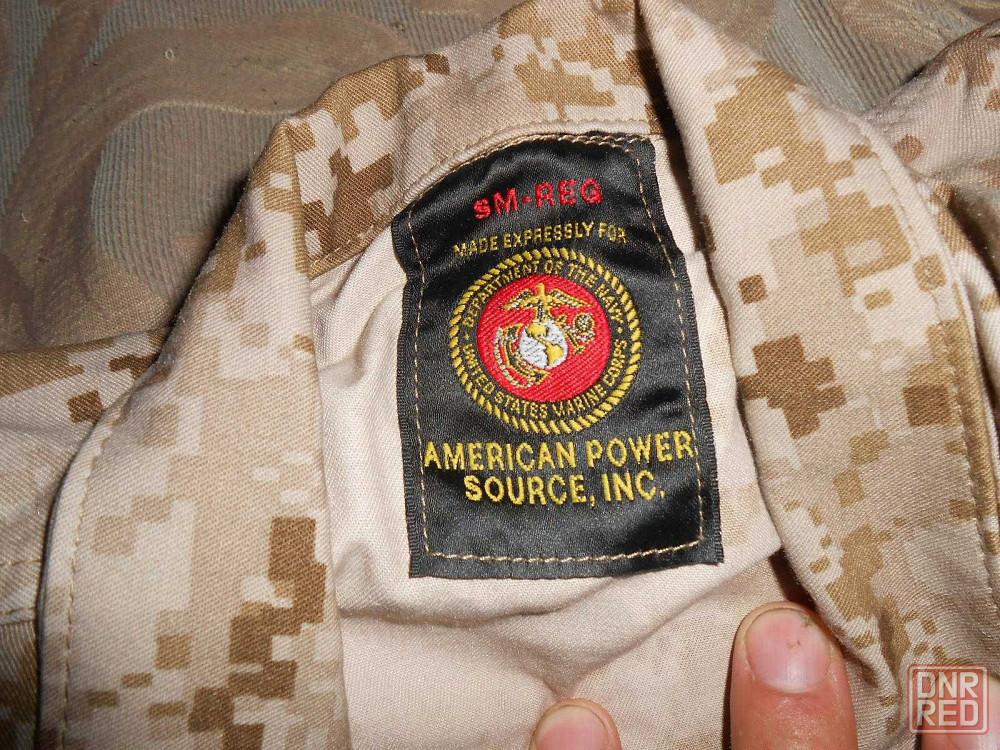 SM-REG
MADE EXPRESSLY FOR
DEPARTMENT OF THE NAVY
UNITED STATES MARINE CORPS
AMERICAN POWER
SOURCE, INC.
DNR
RED